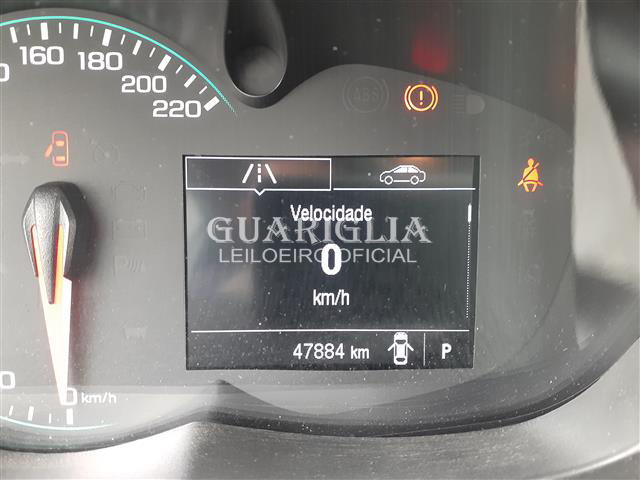 160
180
200
220
ABS
Velocidade
GUARIGLIA
LEILOEIRO OFICIAL
0
km/h
47884 km
P
0 km/h